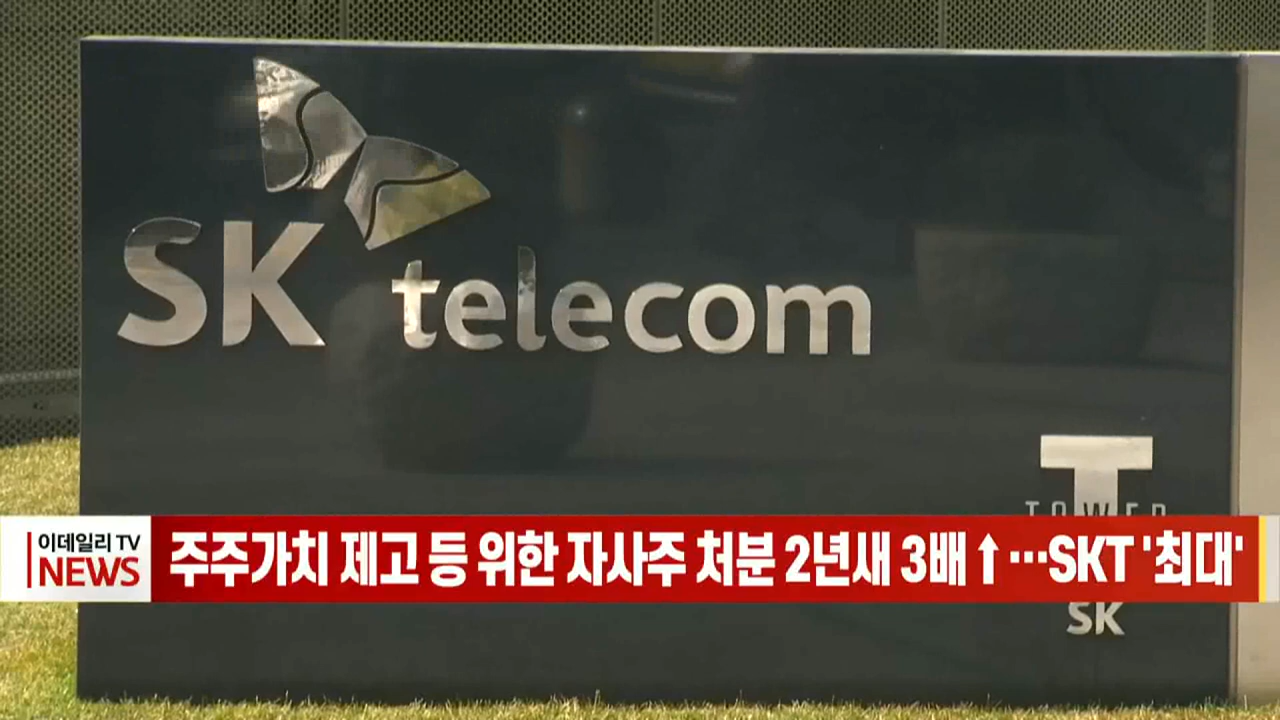 SK telecom
T
TOWER
이데일리 TV
NEWS
주주가치 제고 등 위한 자사주 처분 2년새 3배↑…SKT '최대'
SK